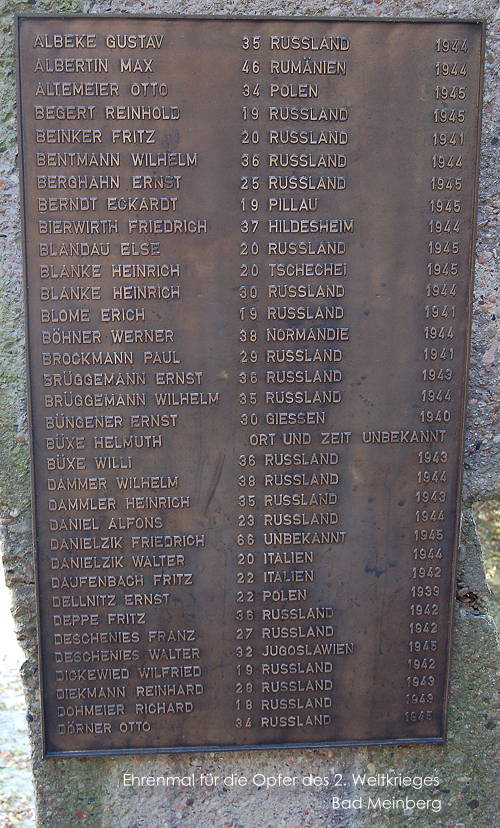 ALBEKE GUSTAV 35 RUSSLAND 1944
ALBERTIN MAX 46 RUMÄNIEN 1944
ALTEMEIER OTTO 34 POLEN 1945
BEGERT REINHOLD 19 RUSSLAND 1945
BEINKER FRITZ 20 RUSSLAND 1941
BENTMANN WILHELM 36 RUSSLAND 1944
BERGHAHN ERNST 25 RUSSLAND 1945
BERNDT ECKARDT 19 PILLAU 1945
BIERWIRTH FRIEDRICH 37 HILDESHEIM 1944
BLANDAU ELSE 20 RUSSLAND 1945
BLANKE HEINRICH 20 TSCHECHEI 1945
BLANKE HEINRICH 30 RUSSLAND 1944
BLOME ERICH 19 RUSSLAND 1941
BÖHNER WERNER 38 NORMANDIE 1944
BROCKMANN PAUL 29 RUSSLAND 1941
BRÜGGEMANN ERNST 36 RUSSLAND 1943
BRÜGGEMANN WILHELM 35 RUSSLAND 1944
BÜNGENER ERNST 30 GIESSEN 1940
BÜXE HELMUTH ORT UND ZEIT UNBEKANNT
BÜXE WILLI 36 RUSSLAND 1943
DAMMER WILHELM 38 RUSSLAND 1944
DAMMLER HEINRICH 35 RUSSLAND 1943
DANIEL ALFONS 23 RUSSLAND 1944
DANIELZIK FRIEDRICH 66 UNBEKANNT 1945
DANIELZIK WALTER 20 ITALIEN 1944
DAUFENBACH FRITZ 22 ITALIEN 1942
DELLNITZ ERNST 22 POLEN 1939
DEPPE FRITZ 36 RUSSLAND 1942
DESCHENIES FRANZ 27 RUSSLAND 1942
DESCHENIES WALTER 32 JUGOSLAWIEN 1945
DICKEWIED WILFRIED 19 RUSSLAND 1942
DIEKMANN REINHARD 28 RUSSLAND 1943
DOHMEIER RICHARD 18 RUSSLAND 1943
DÖRNER OTTO 34 RUSSLAND 1945
Ehrenmal für die Opfer des 2. Weltkrieges
Bad Meinberg